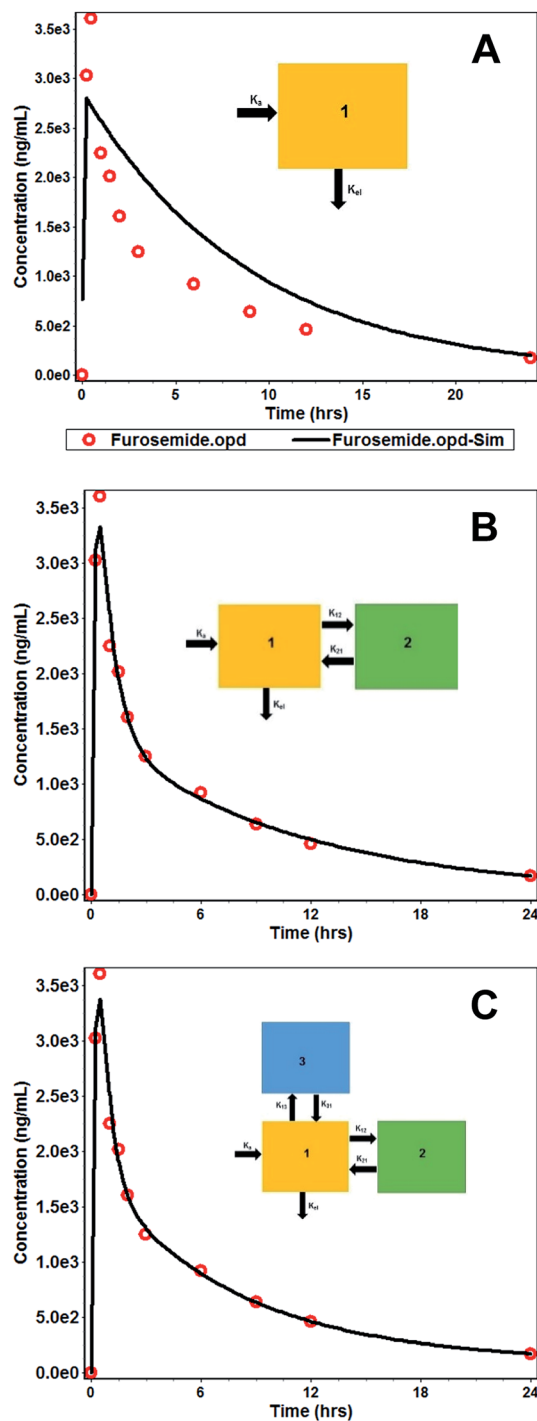 A
3.5e3
3.0e3
2.5e3
2.0e3
1.5e3
1.0e3
5.0e2
0.0e0
Concentration (ng/mL)
Ka
1
Kel
0 5 10 15 20
Time (hrs)
Furosemide.opd Furosemide.opd-Sim
B
3.5e3
3.0e3
2.5e3
2.0e3
1.5e3
1.0e3
5.0e2
0.0e0
Concentration (ng/mL)
Ka
1
K12
K21
2
Kel
0 6 12 18 24
Time (hrs)
C
3.5e3
3.0e3
2.5e3
2.0e3
1.5e3
1.0e3
5.0e2
0.0e0
Concentration (ng/mL)
3
K13
K31
Ka
1
K12
K21
2
Kel
0 6 12 18 24
Time (hrs)